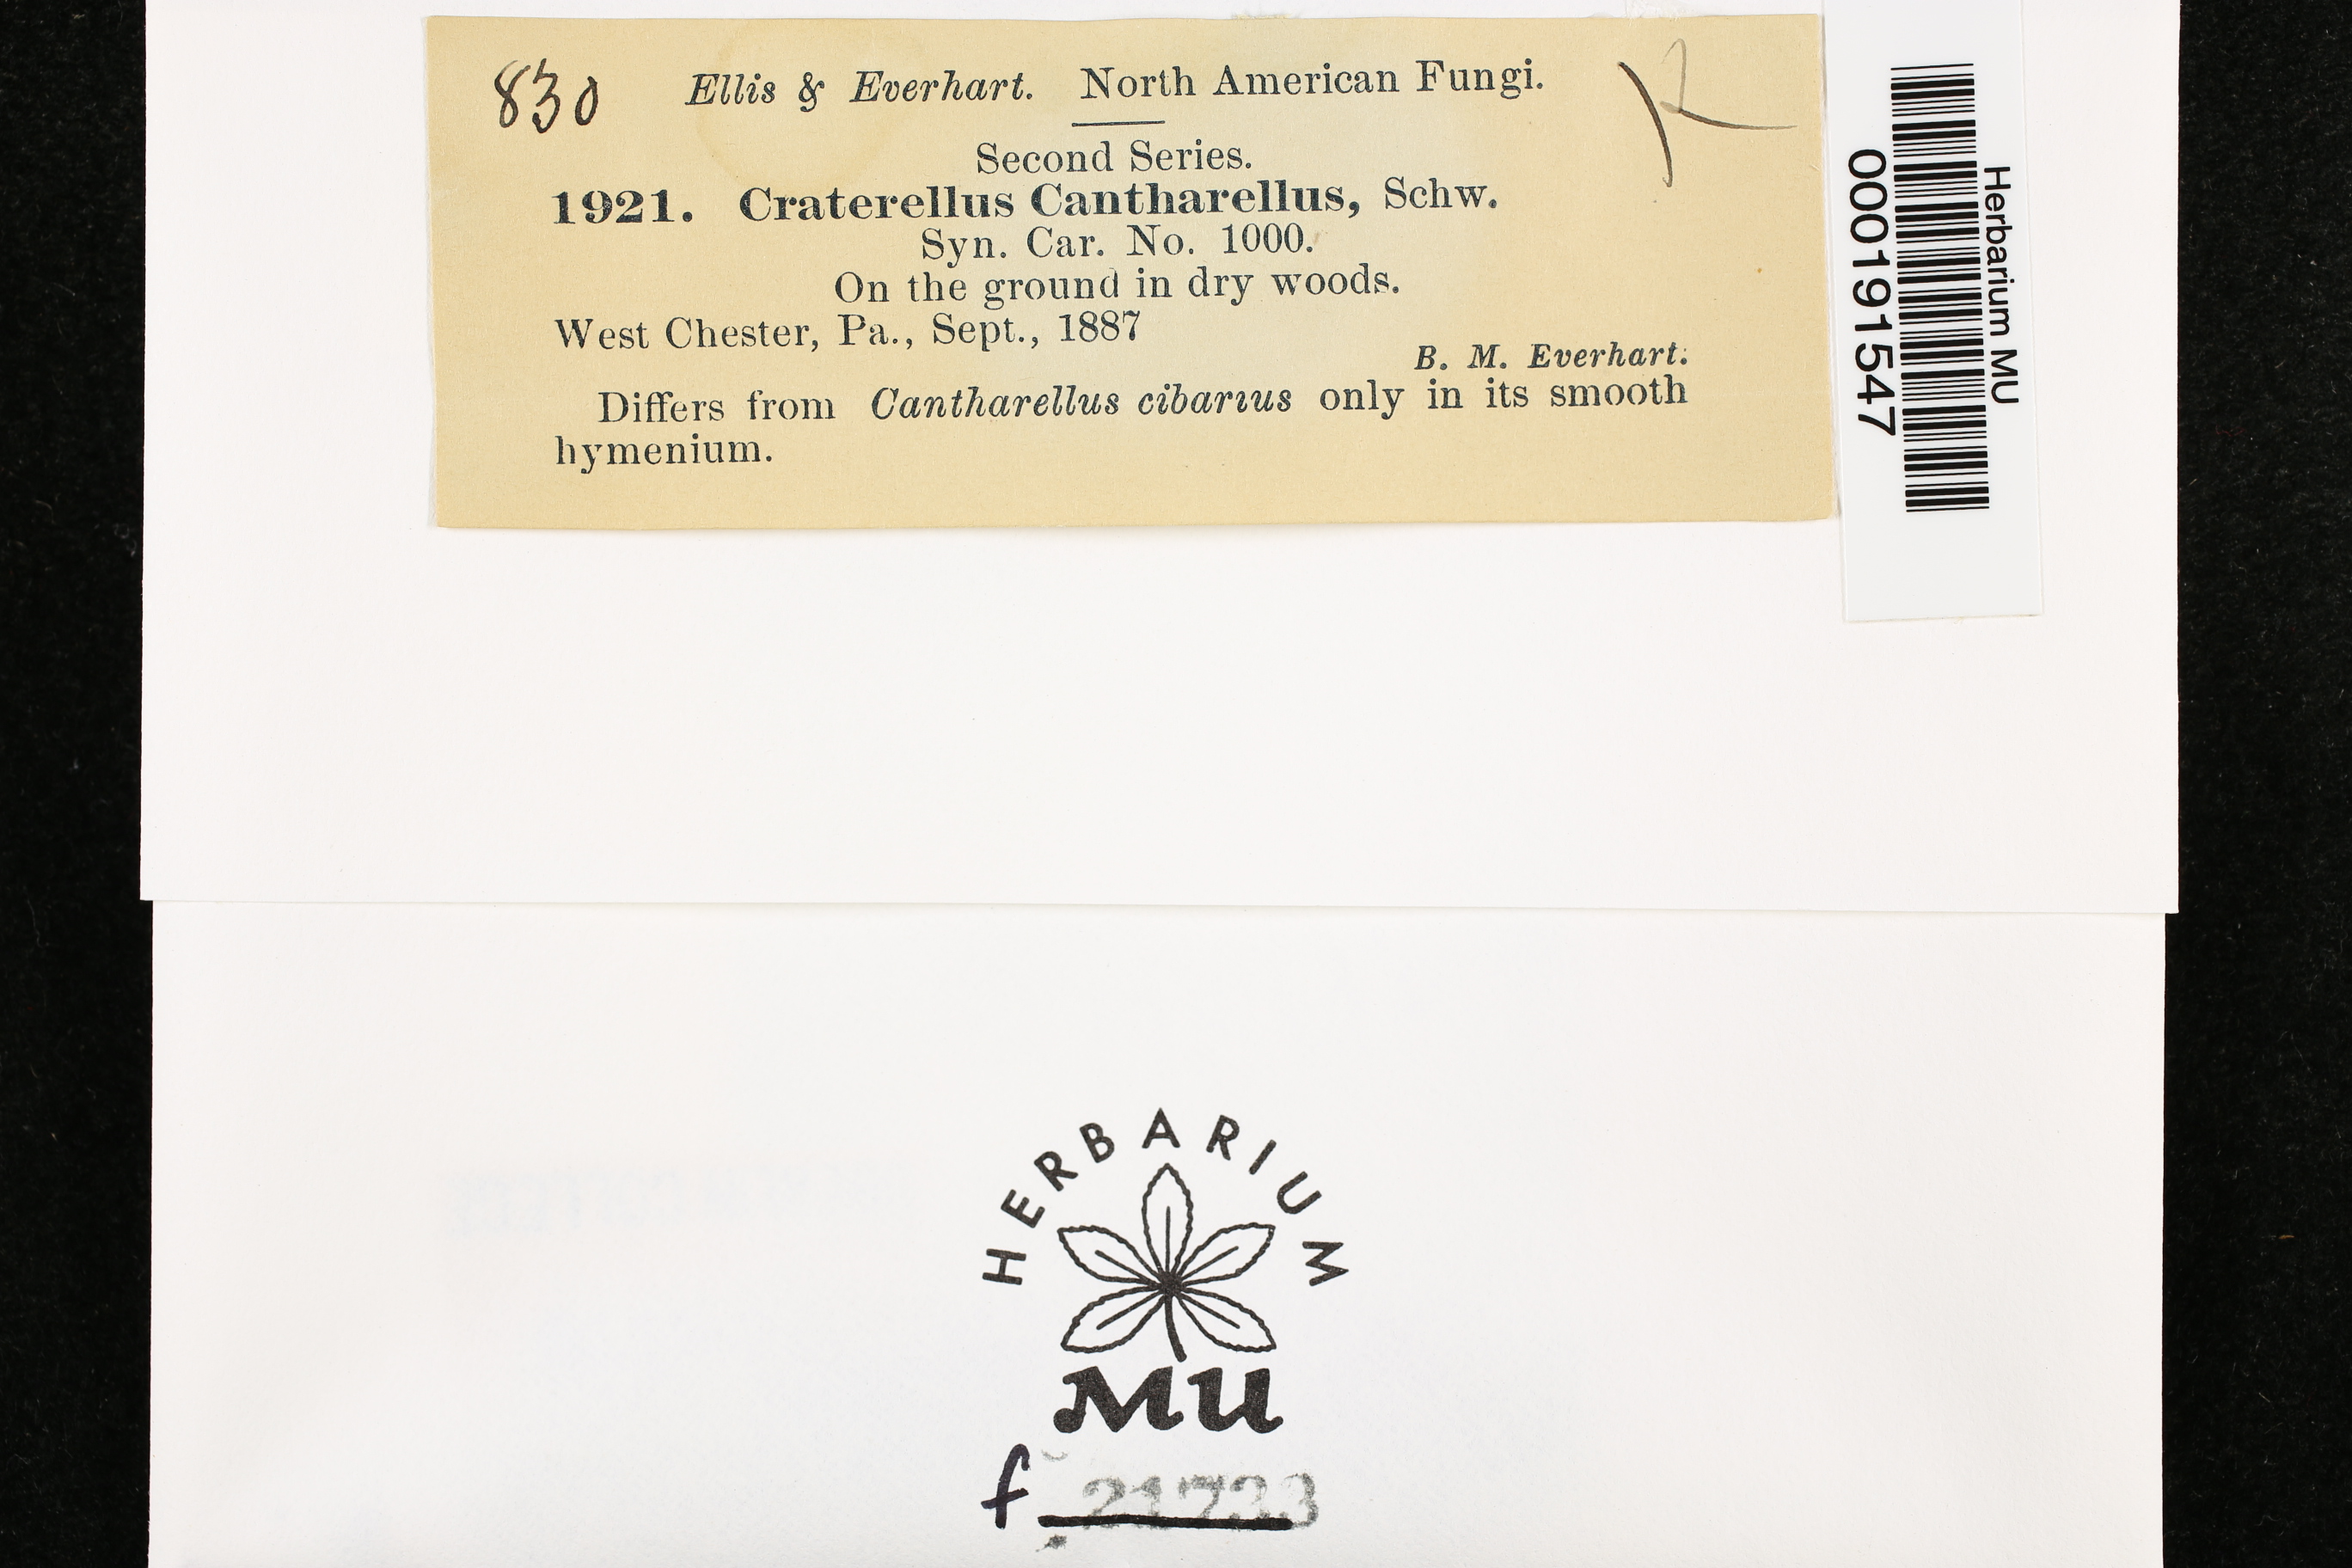 830 Ellis & Everhart. North American Fungi.
Second Series.
1921. Craterellus Cantharellus, Schw.
Syn. Car. No. 1000.
On the ground in dry woods.
West Chester, Pa., Sept., 1887
B. M. Everhart.
Differs from Cantharellus cibarius only in its smooth
hymenium.
Herbarium MU
000191547
HERBARIUM
MU
f